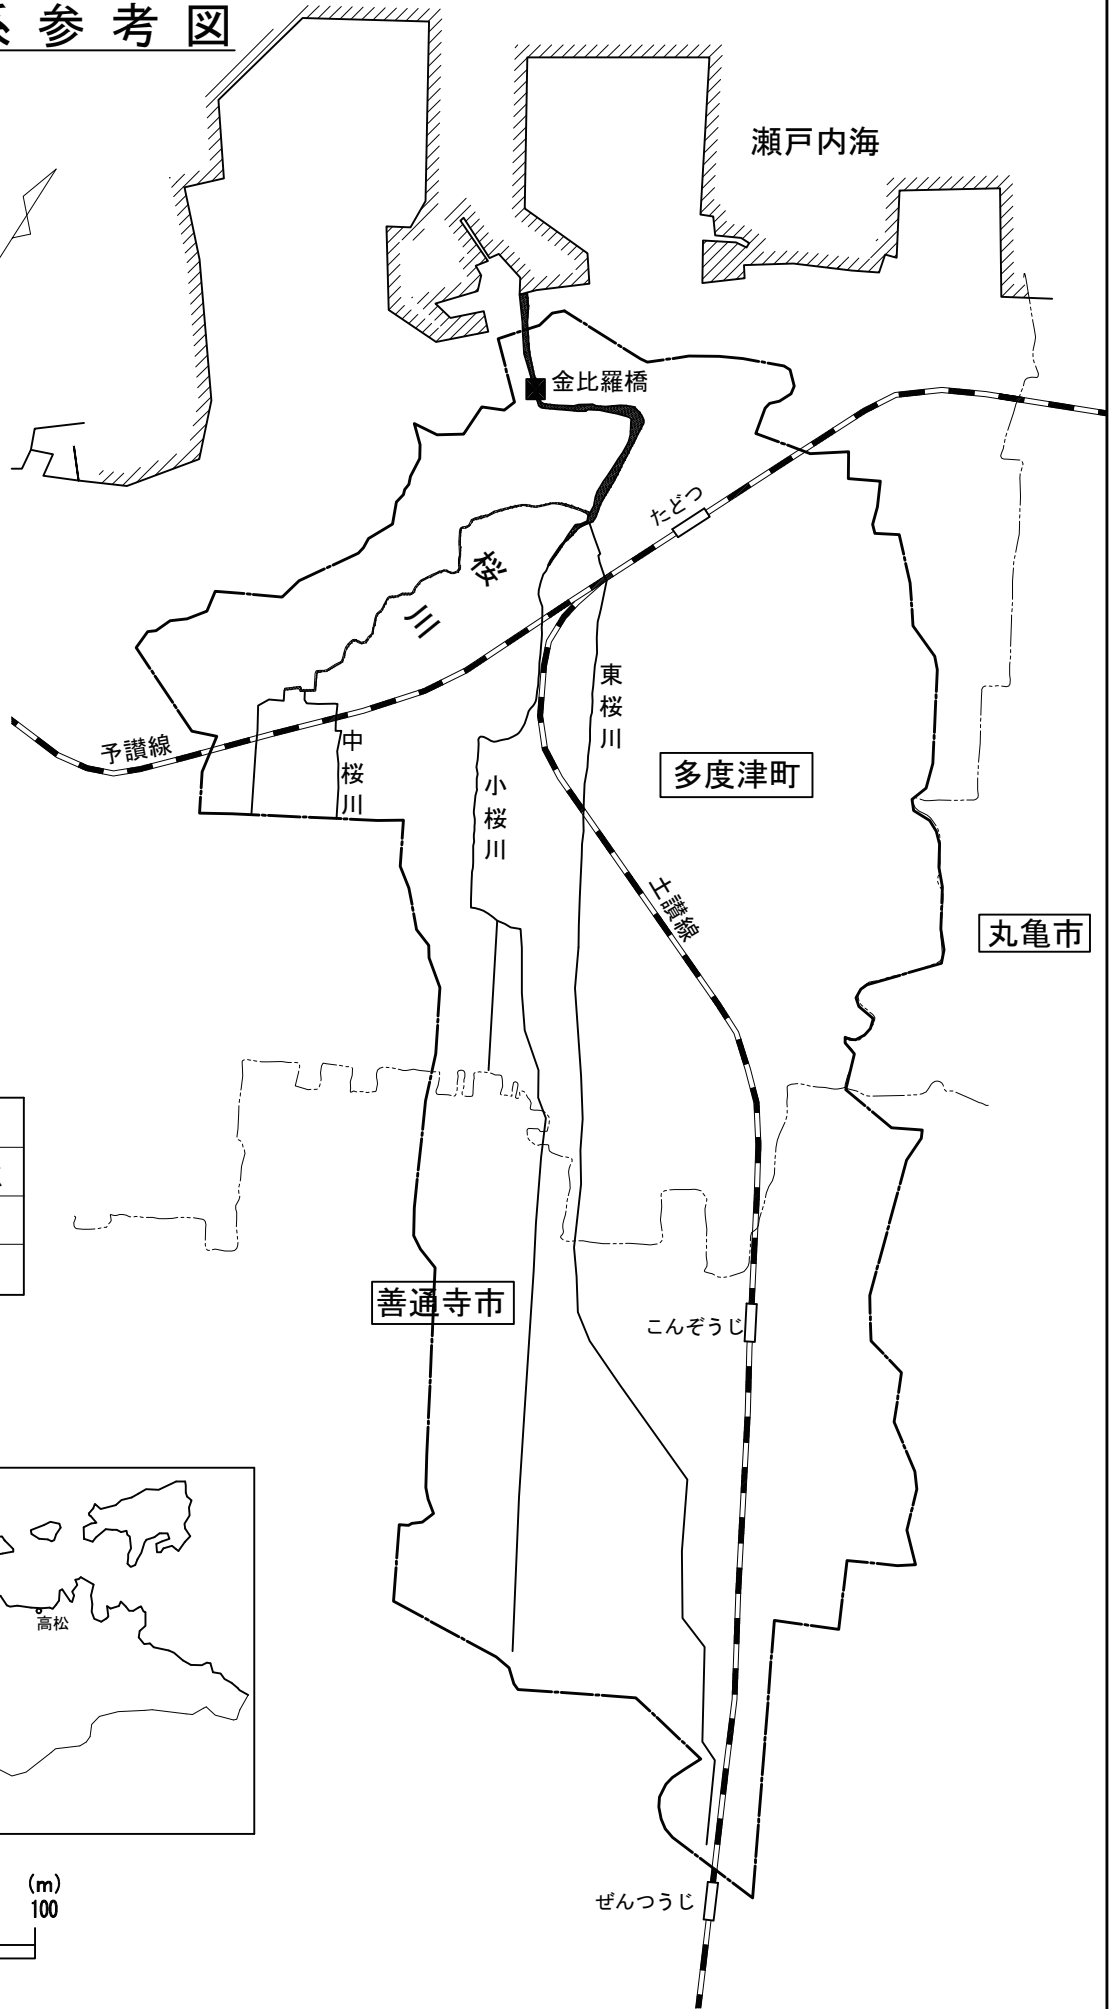 系参考図
瀬戸内海
金比羅橋
たどつ
桜川
東桜川
予讃線
中桜川
小桜川
多度津町
土讃線
丸亀市
善通寺市
こんぞうじ
高松
ぜんつうじ
(m)
100